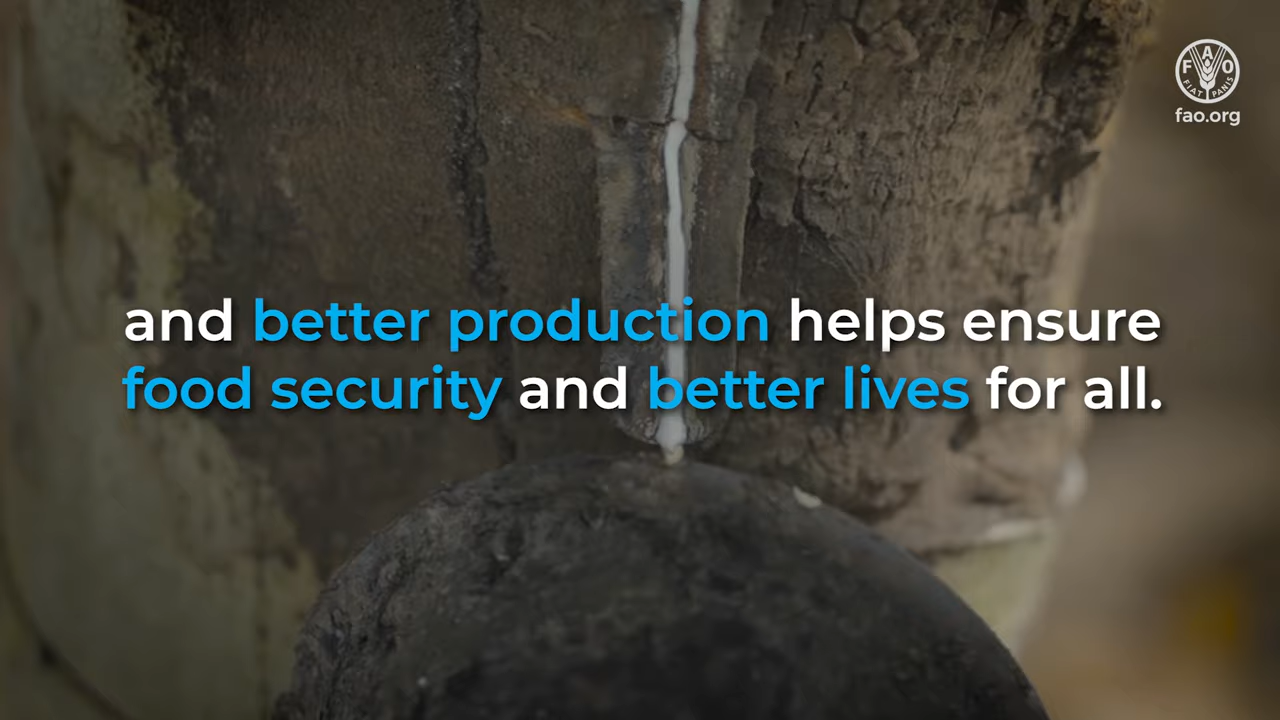 F A O
FIAT PANIS
fao.org
and better production helps ensure
food security and better lives for all.